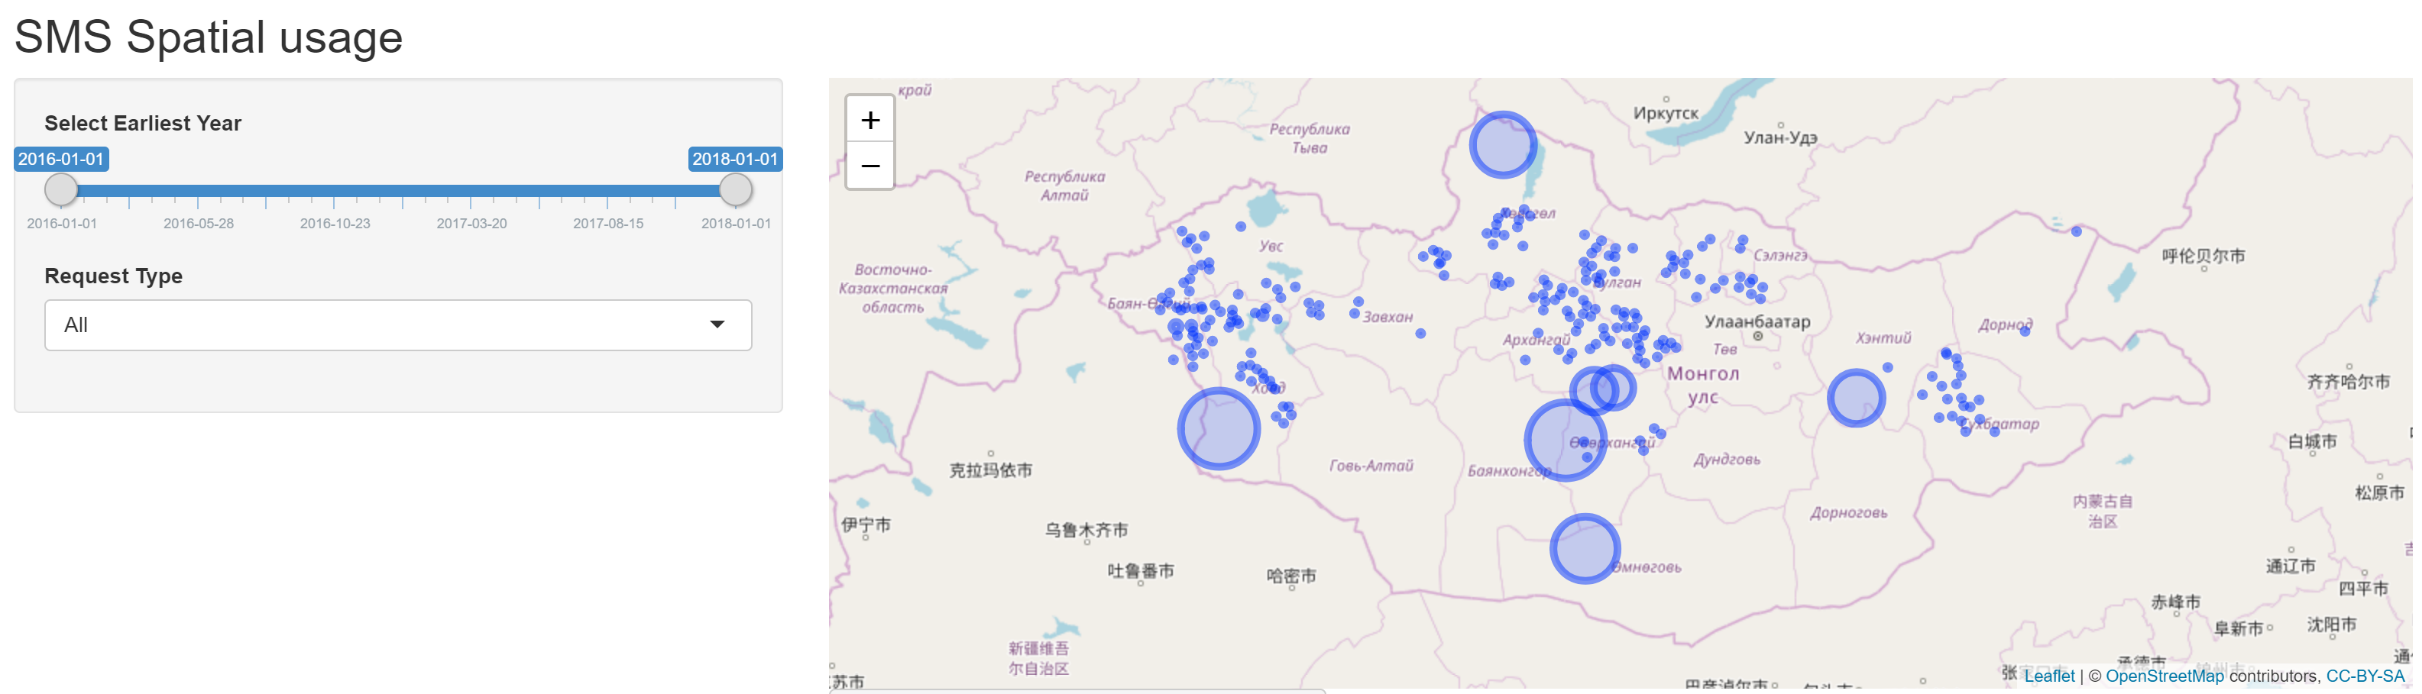 SMS Spatial usage
Select Earliest Year
2016-01-01
2018-01-01
2016-01-01
2016-05-28
2016-10-23
2017-03-20
2017-08-15
2018-01-01
Request Type
All
+
−
край
Республика
Тыва
Иркутск
Улан-Удэ
Республика
Алтай
Увс
Сэлэнгэ
呼伦贝尔市
Восточно-
Казахстанская
область
Завхан
Архангай
Улаанбаатар
Төв
Хэнтий
Дорнод
Монгол
улс
齐齐哈尔市
Ховд
Сүхбаатар
白城市
克拉玛依市
Говь-Алтай
Баянхонгор
Өвөрхангай
Дундговь
松原市
伊宁市
乌鲁木齐市
Дорноговь
内蒙古自
治区
吐鲁番市
哈密市
Өмнөговь
通辽市
四平市
赤峰市
阜新市
沈阳市
新疆维吾
尔自治区
承德市
Leaflet | © OpenStreetMap contributors, CC-BY-SA